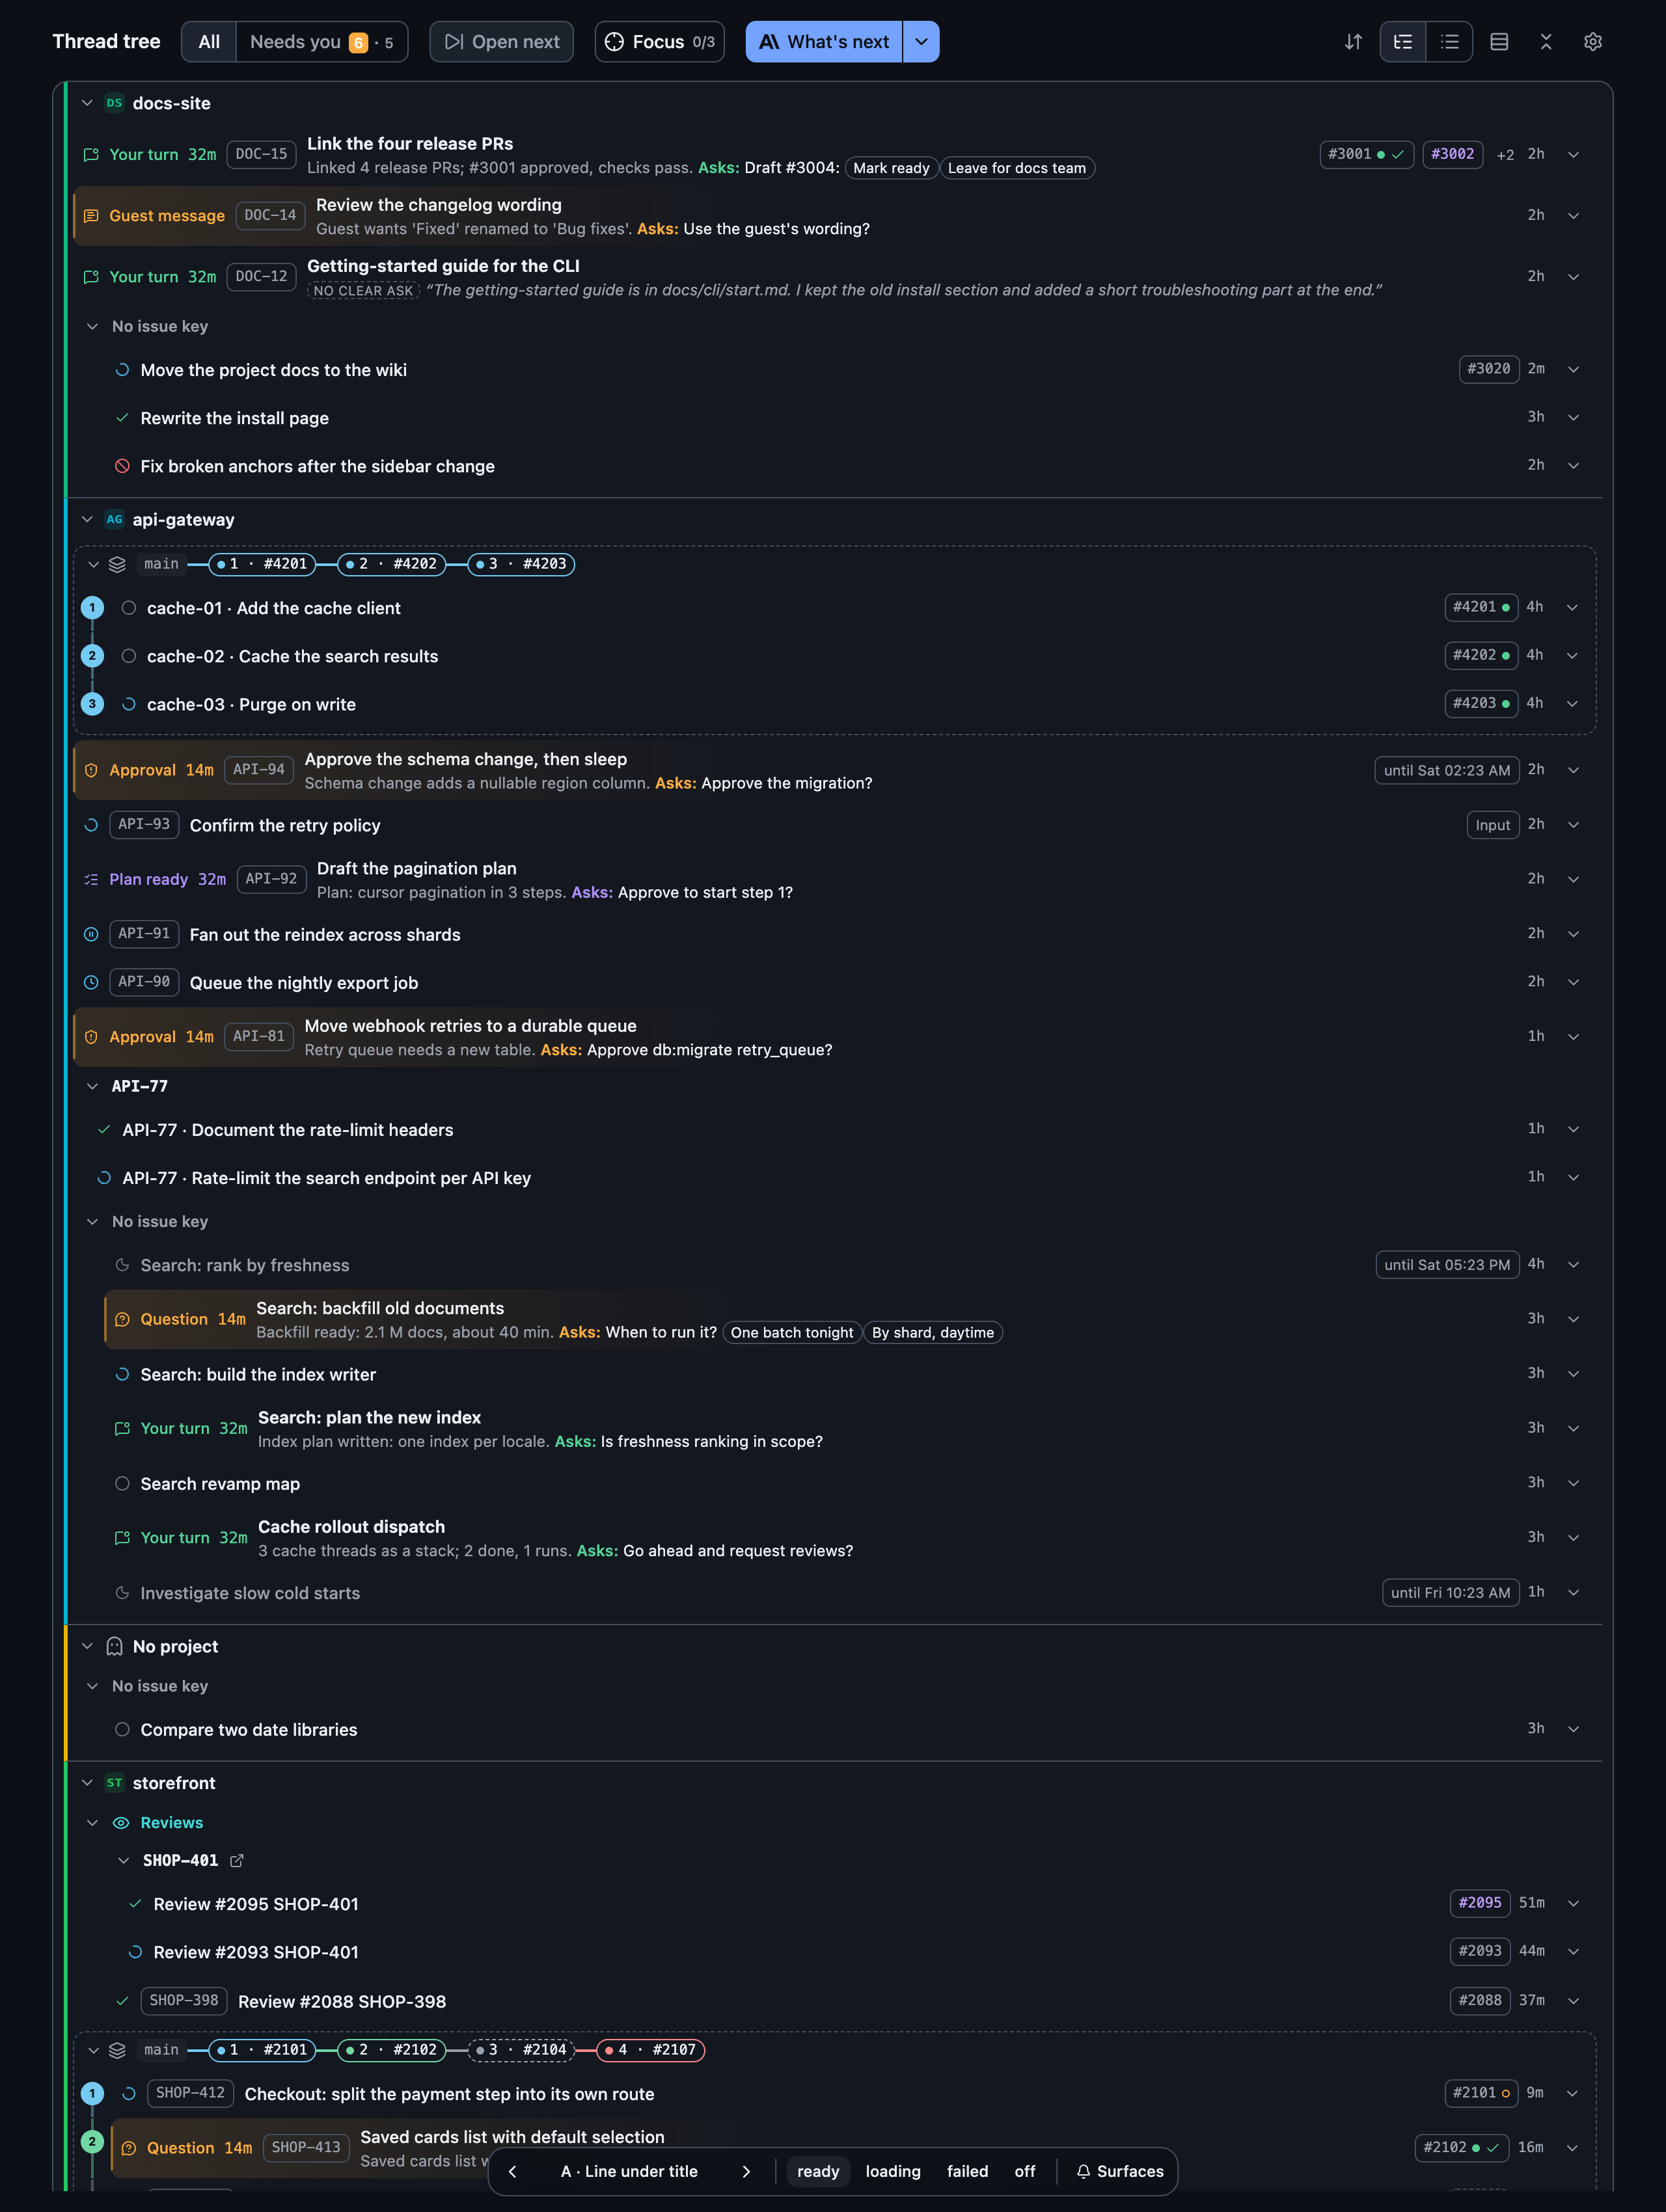 Thread tree All Needs you 6 · 5 Open next Focus 0/3 What's next
DS docs-site
Your turn 32m DOC-15 Link the four release PRs #3001 #3002 +2 2h
Linked 4 release PRs; #3001 approved, checks pass. Asks: Draft #3004: Mark ready Leave for docs team
Guest message DOC-14 Review the changelog wording 2h
Guest wants 'Fixed' renamed to 'Bug fixes'. Asks: Use the guest's wording?
Your turn 32m DOC-12 Getting-started guide for the CLI 2h
NO CLEAR ASK “The getting-started guide is in docs/cli/start.md. I kept the old install section and added a short troubleshooting part at the end.”
No issue key
Move the project docs to the wiki #3020 2m
Rewrite the install page 3h
Fix broken anchors after the sidebar change 2h
AG api-gateway
main 1 · #4201 2 · #4202 3 · #4203
1 cache-01 · Add the cache client #4201 4h
2 cache-02 · Cache the search results #4202 4h
3 cache-03 · Purge on write #4203 4h
Approval 14m API-94 Approve the schema change, then sleep until Sat 02:23 AM 2h
Schema change adds a nullable region column. Asks: Approve the migration?
API-93 Confirm the retry policy Input 2h
Plan ready 32m API-92 Draft the pagination plan 2h
Plan: cursor pagination in 3 steps. Asks: Approve to start step 1?
API-91 Fan out the reindex across shards 2h
API-90 Queue the nightly export job 2h
Approval 14m API-81 Move webhook retries to a durable queue 1h
Retry queue needs a new table. Asks: Approve db:migrate retry_queue?
API-77
API-77 · Document the rate-limit headers 1h
API-77 · Rate-limit the search endpoint per API key 1h
No issue key
Search: rank by freshness until Sat 05:23 PM 4h
Question 14m Search: backfill old documents 3h
Backfill ready: 2.1 M docs, about 40 min. Asks: When to run it? One batch tonight By shard, daytime
Search: build the index writer 3h
Your turn 32m Search: plan the new index 3h
Index plan written: one index per locale. Asks: Is freshness ranking in scope?
Search revamp map 3h
Your turn 32m Cache rollout dispatch 3h
3 cache threads as a stack; 2 done, 1 runs. Asks: Go ahead and request reviews?
Investigate slow cold starts until Fri 10:23 AM 1h
No project
No issue key
Compare two date libraries 3h
ST storefront
Reviews
SHOP-401
Review #2095 SHOP-401 #2095 51m
Review #2093 SHOP-401 #2093 44m
SHOP-398 Review #2088 SHOP-398 #2088 37m
main 1 · #2101 2 · #2102 3 · #2104 4 · #2107
1 SHOP-412 Checkout: split the payment step into its own route #2101 9m
2 Question 14m SHOP-413 Saved cards list with default selection #2102 16m
Saved cards list
A · Line under title ready loading failed off Surfaces